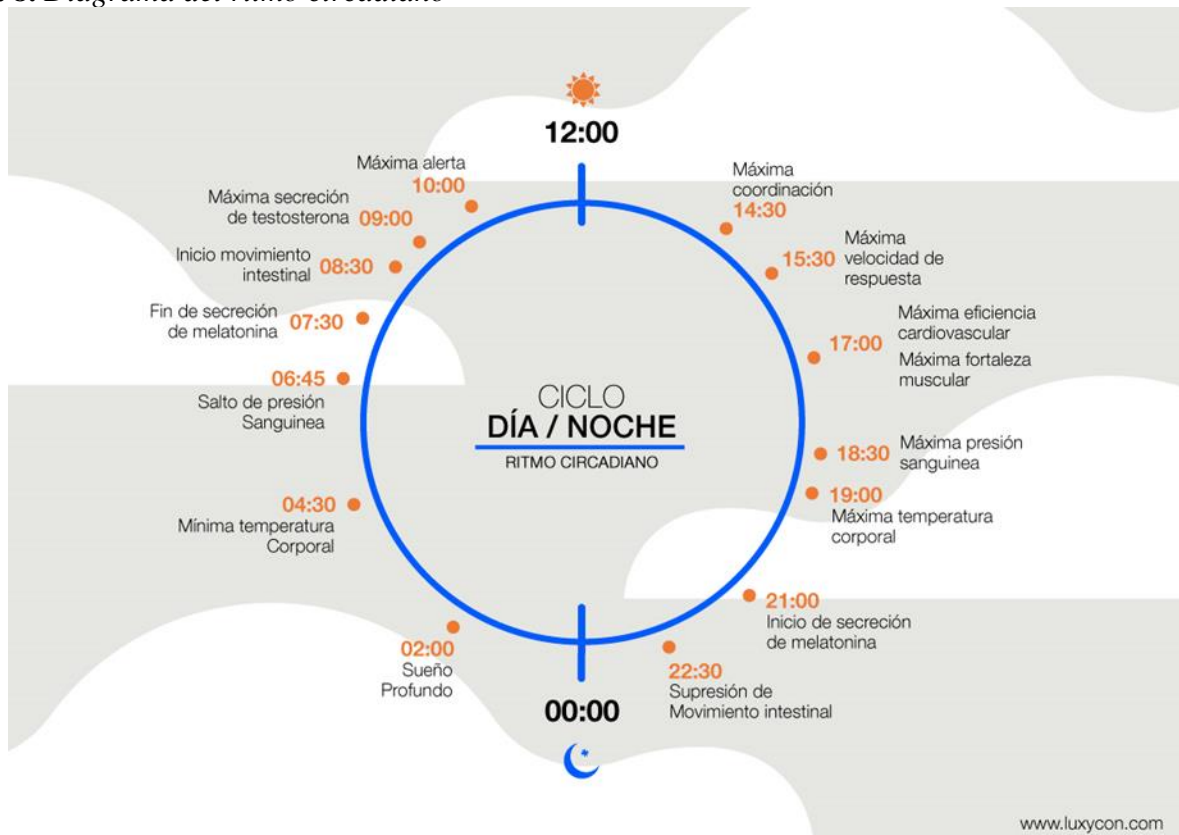 Diagrama del ritmo circadiano
12:00
Máxima alerta
10:00
Máxima secreción
de testosterona
09:00
Inicio movimiento
intestinal
08:30
Fin de secreción
de melatonina
07:30
06:45
Salto de presión
Sanguinea
04:30
Mínima temperatura
Corporal
02:00
Sueño
Profundo
CICLO
DÍA / NOCHE
RITMO CIRCADIANO
Máxima
coordinación
14:30
15:30
Máxima
velocidad de
respuesta
17:00
Máxima eficiencia
cardiovascular
Máxima fortaleza
muscular
18:30
Máxima presión
sanguinea
19:00
Máxima temperatura
corporal
21:00
Inicio de secreción
de melatonina
22:30
Supresión de
Movimiento intestinal
00:00
www.luxycon.com